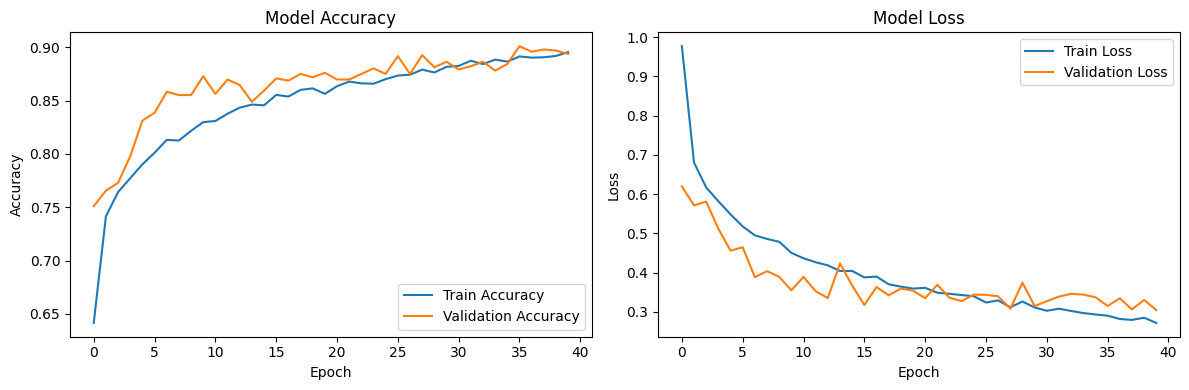 Model Accuracy
Accuracy
0.90
0.85
0.80
0.75
0.70
0.65
0 5 10 15 20 25 30 35 40
Epoch
Train Accuracy
Validation Accuracy
Model Loss
Loss
1.0
0.9
0.8
0.7
0.6
0.5
0.4
0.3
0 5 10 15 20 25 30 35 40
Epoch
Train Loss
Validation Loss